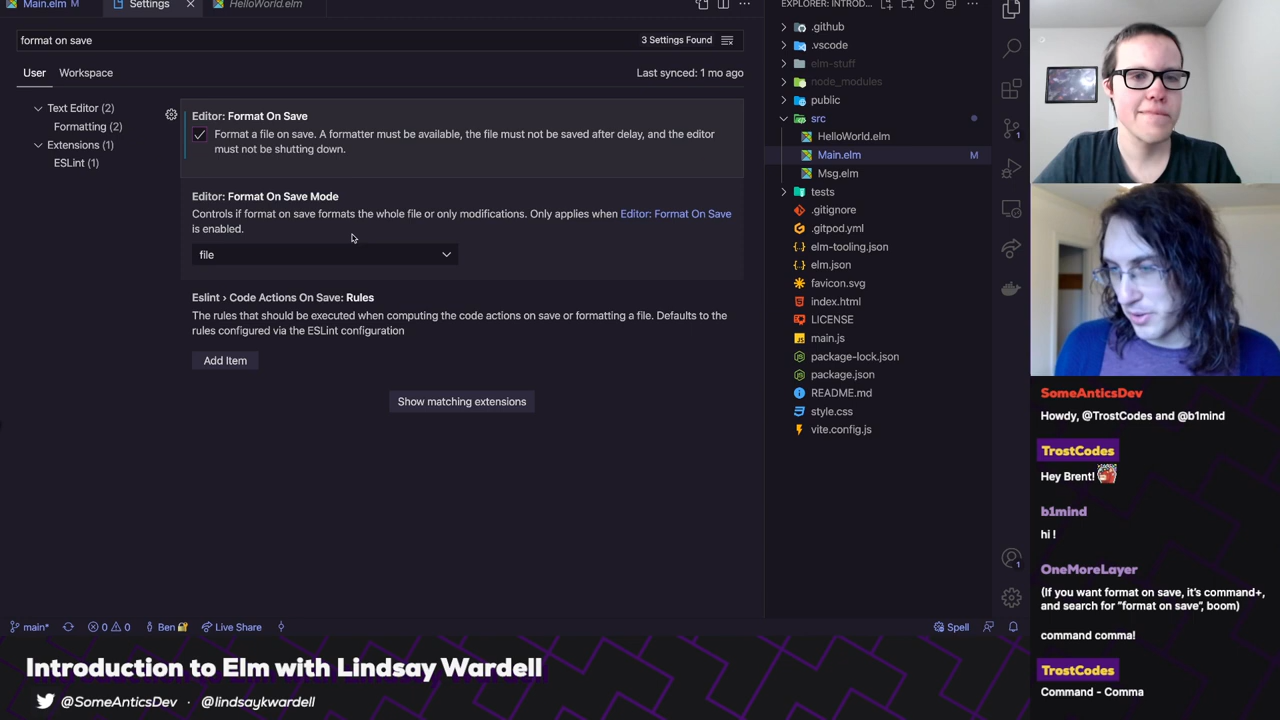 Main.elm M
Settings
HelloWorld.elm
format on save
3 Settings Found
User
Workspace
Last synced: 1 mo ago
Text Editor (2)
Formatting (2)
Extensions (1)
ESLint (1)
Editor: Format On Save
Format a file on save. A formatter must be available, the file must not be saved after delay, and the editor
must not be shutting down.
Editor: Format On Save Mode
Controls if format on save formats the whole file or only modifications. Only applies when Editor: Format On Save
is enabled.
file
Eslint › Code Actions On Save: Rules
The rules that should be executed when computing the code actions on save or formatting a file. Defaults to the
rules configured via the ESLint configuration
Add Item
Show matching extensions
EXPLORER: INTROD...
.github
.vscode
elm-stuff
node_modules
public
src
HelloWorld.elm
Main.elm M
Msg.elm
tests
.gitignore
.gitpod.yml
elm-tooling.json
elm.json
favicon.svg
index.html
LICENSE
main.js
package-lock.json
package.json
README.md
style.css
vite.config.js
1
1
main*
0 0
Ben
Live Share
Spell
SomeAnticsDev
Howdy, @TrostCodes and @b1mind
TrostCodes
Hey Brent!
b1mind
hi !
OneMoreLayer
(If you want format on save, it's command+,
and search for "format on save", boom)
command comma!
TrostCodes
Command - Comma
Introduction to Elm with Lindsay Wardell
@SomeAnticsDev · @lindsaykwardell